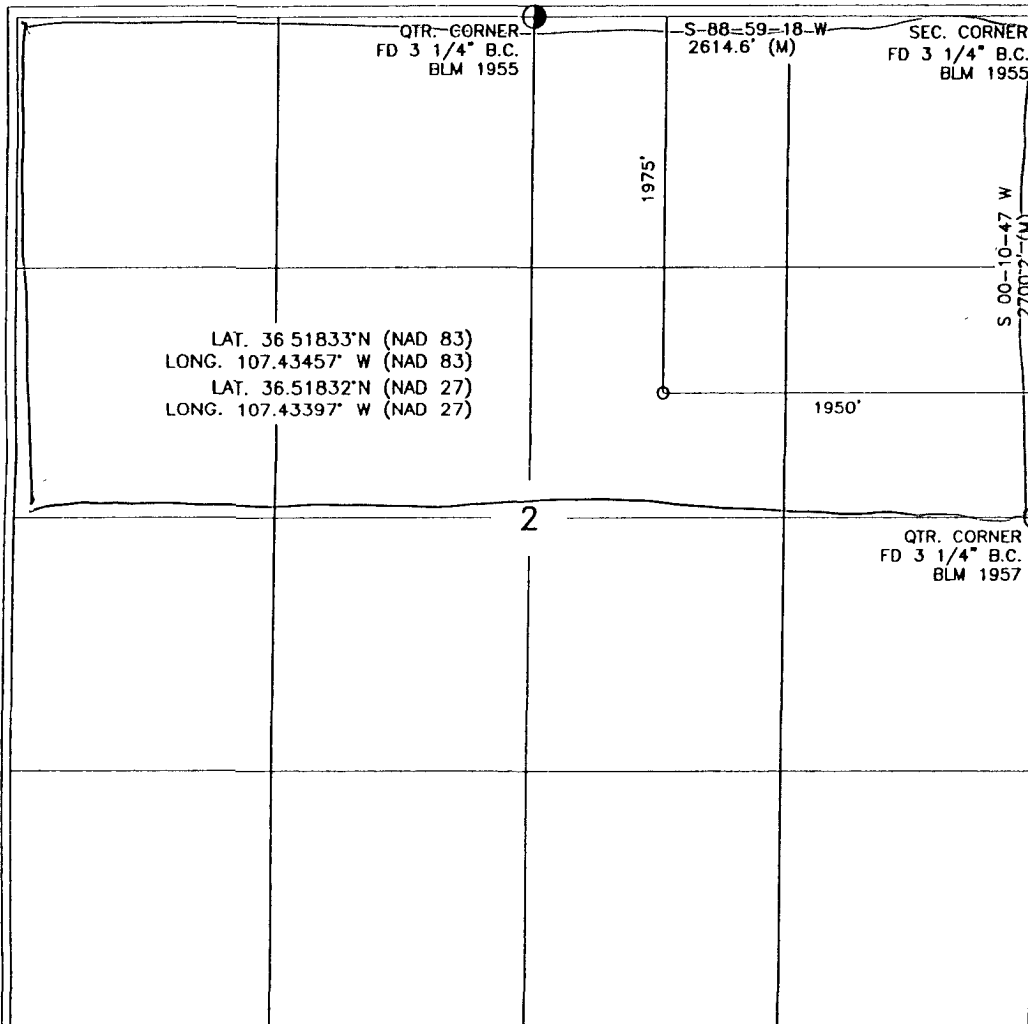 QTR. CORNER
FD 3 1/4" B.C.
BLM 1955
S-88-59-18-W
2614.6' (M)
SEC. CORNER
FD 3 1/4" B.C.
BLM 1955
1975'
S 00-10-47 W
2700.2' (M)
LAT. 36.51833°N (NAD 83)
LONG. 107.43457° W (NAD 83)
LAT. 36.51832°N (NAD 27)
LONG. 107.43397° W (NAD 27)
1950'
2
QTR. CORNER
FD 3 1/4" B.C.
BLM 1957